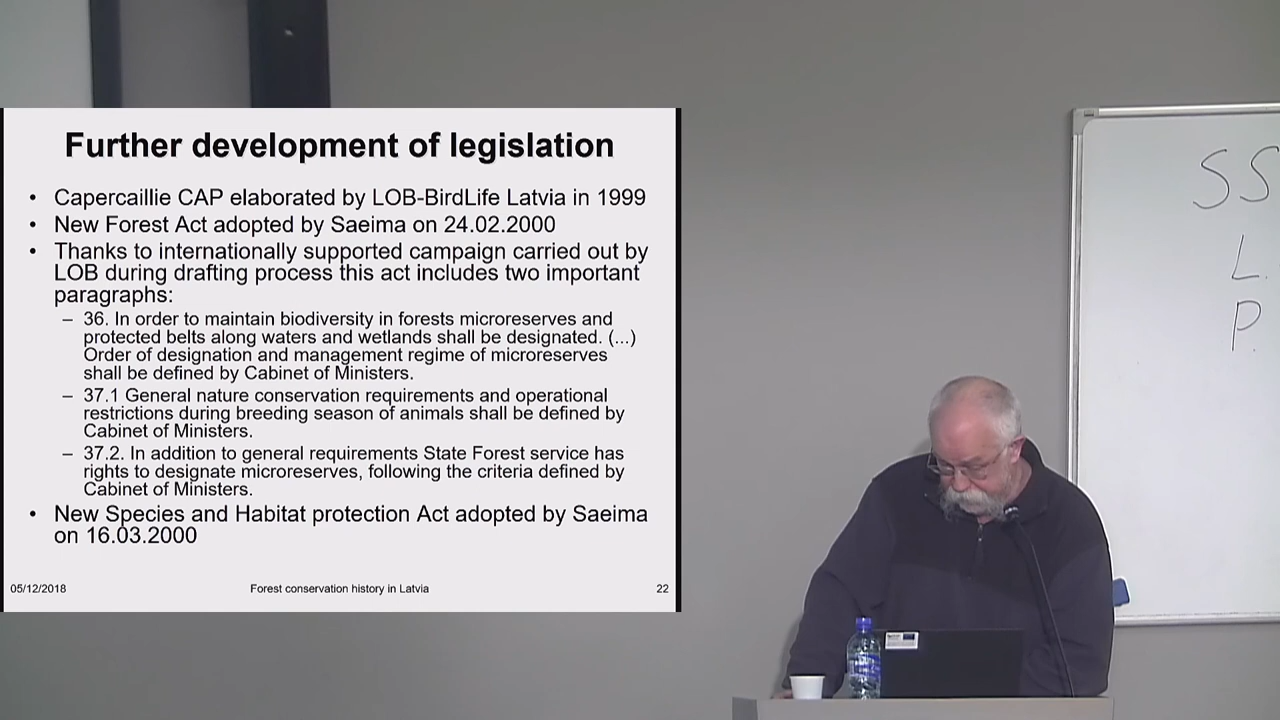 Further development of legislation
• Capercaillie CAP elaborated by LOB-BirdLife Latvia in 1999
• New Forest Act adopted by Saeima on 24.02.2000
• Thanks to internationally supported campaign carried out by
LOB during drafting process this act includes two important
paragraphs:
– 36. In order to maintain biodiversity in forests microreserves and
protected belts along waters and wetlands shall be designated. (...)
Order of designation and management regime of microreserves
shall be defined by Cabinet of Ministers.
– 37.1 General nature conservation requirements and operational
restrictions during breeding season of animals shall be defined by
Cabinet of Ministers.
– 37.2. In addition to general requirements State Forest service has
rights to designate microreserves, following the criteria defined by
Cabinet of Ministers.
• New Species and Habitat protection Act adopted by Saeima
on 16.03.2000
05/12/2018 Forest conservation history in Latvia 22
SS
L.
P.